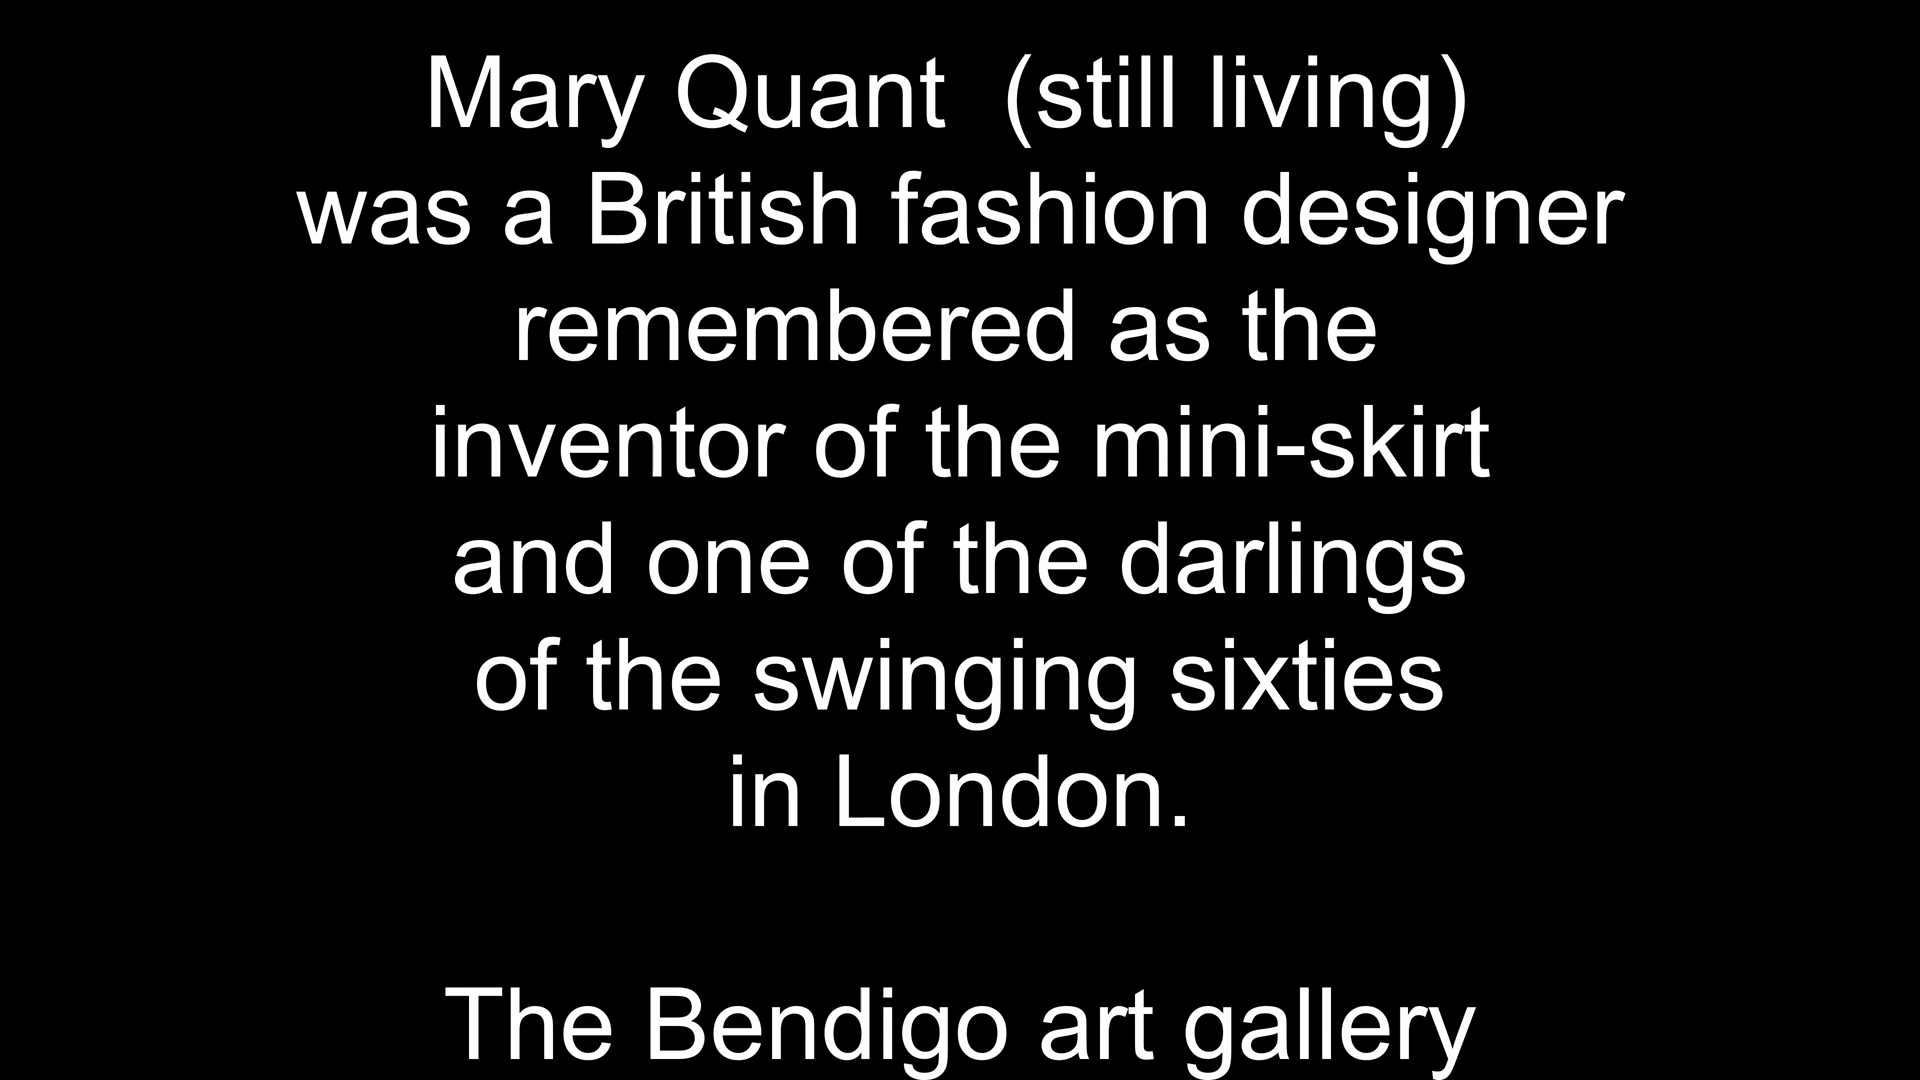 Mary Quant  (still living)
was a British fashion designer
remembered as the
inventor of the mini-skirt
and one of the darlings
of the swinging sixties
in London.
The Bendigo art gallery